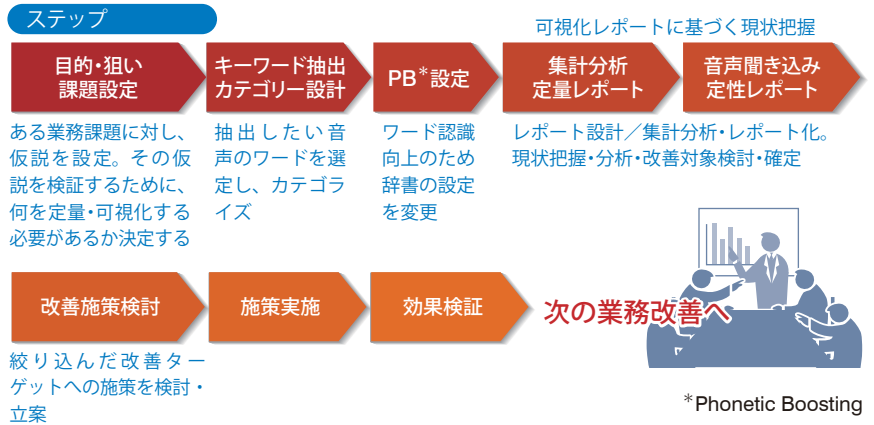 ステップ
可視化レポートに基づく現状把握
目的・狙い
課題設定
キーワード抽出
カテゴリー設計
PB*設定
集計分析
定量レポート
音声聞き込み
定性レポート
ある業務課題に対し、
仮説を設定。その仮
説を検証するために、
何を定量・可視化する
必要があるか決定する
抽出したい音
声のワードを選
定し、カテゴラ
イズ
ワード認識
向上のため
辞書の設定
を変更
レポート設計／集計分析・レポート化。
現状把握・分析・改善対象検討・確定
改善施策検討
施策実施
効果検証
次の業務改善へ
絞り込んだ改善ター
ゲットへの施策を検討・
立案
*Phonetic Boosting